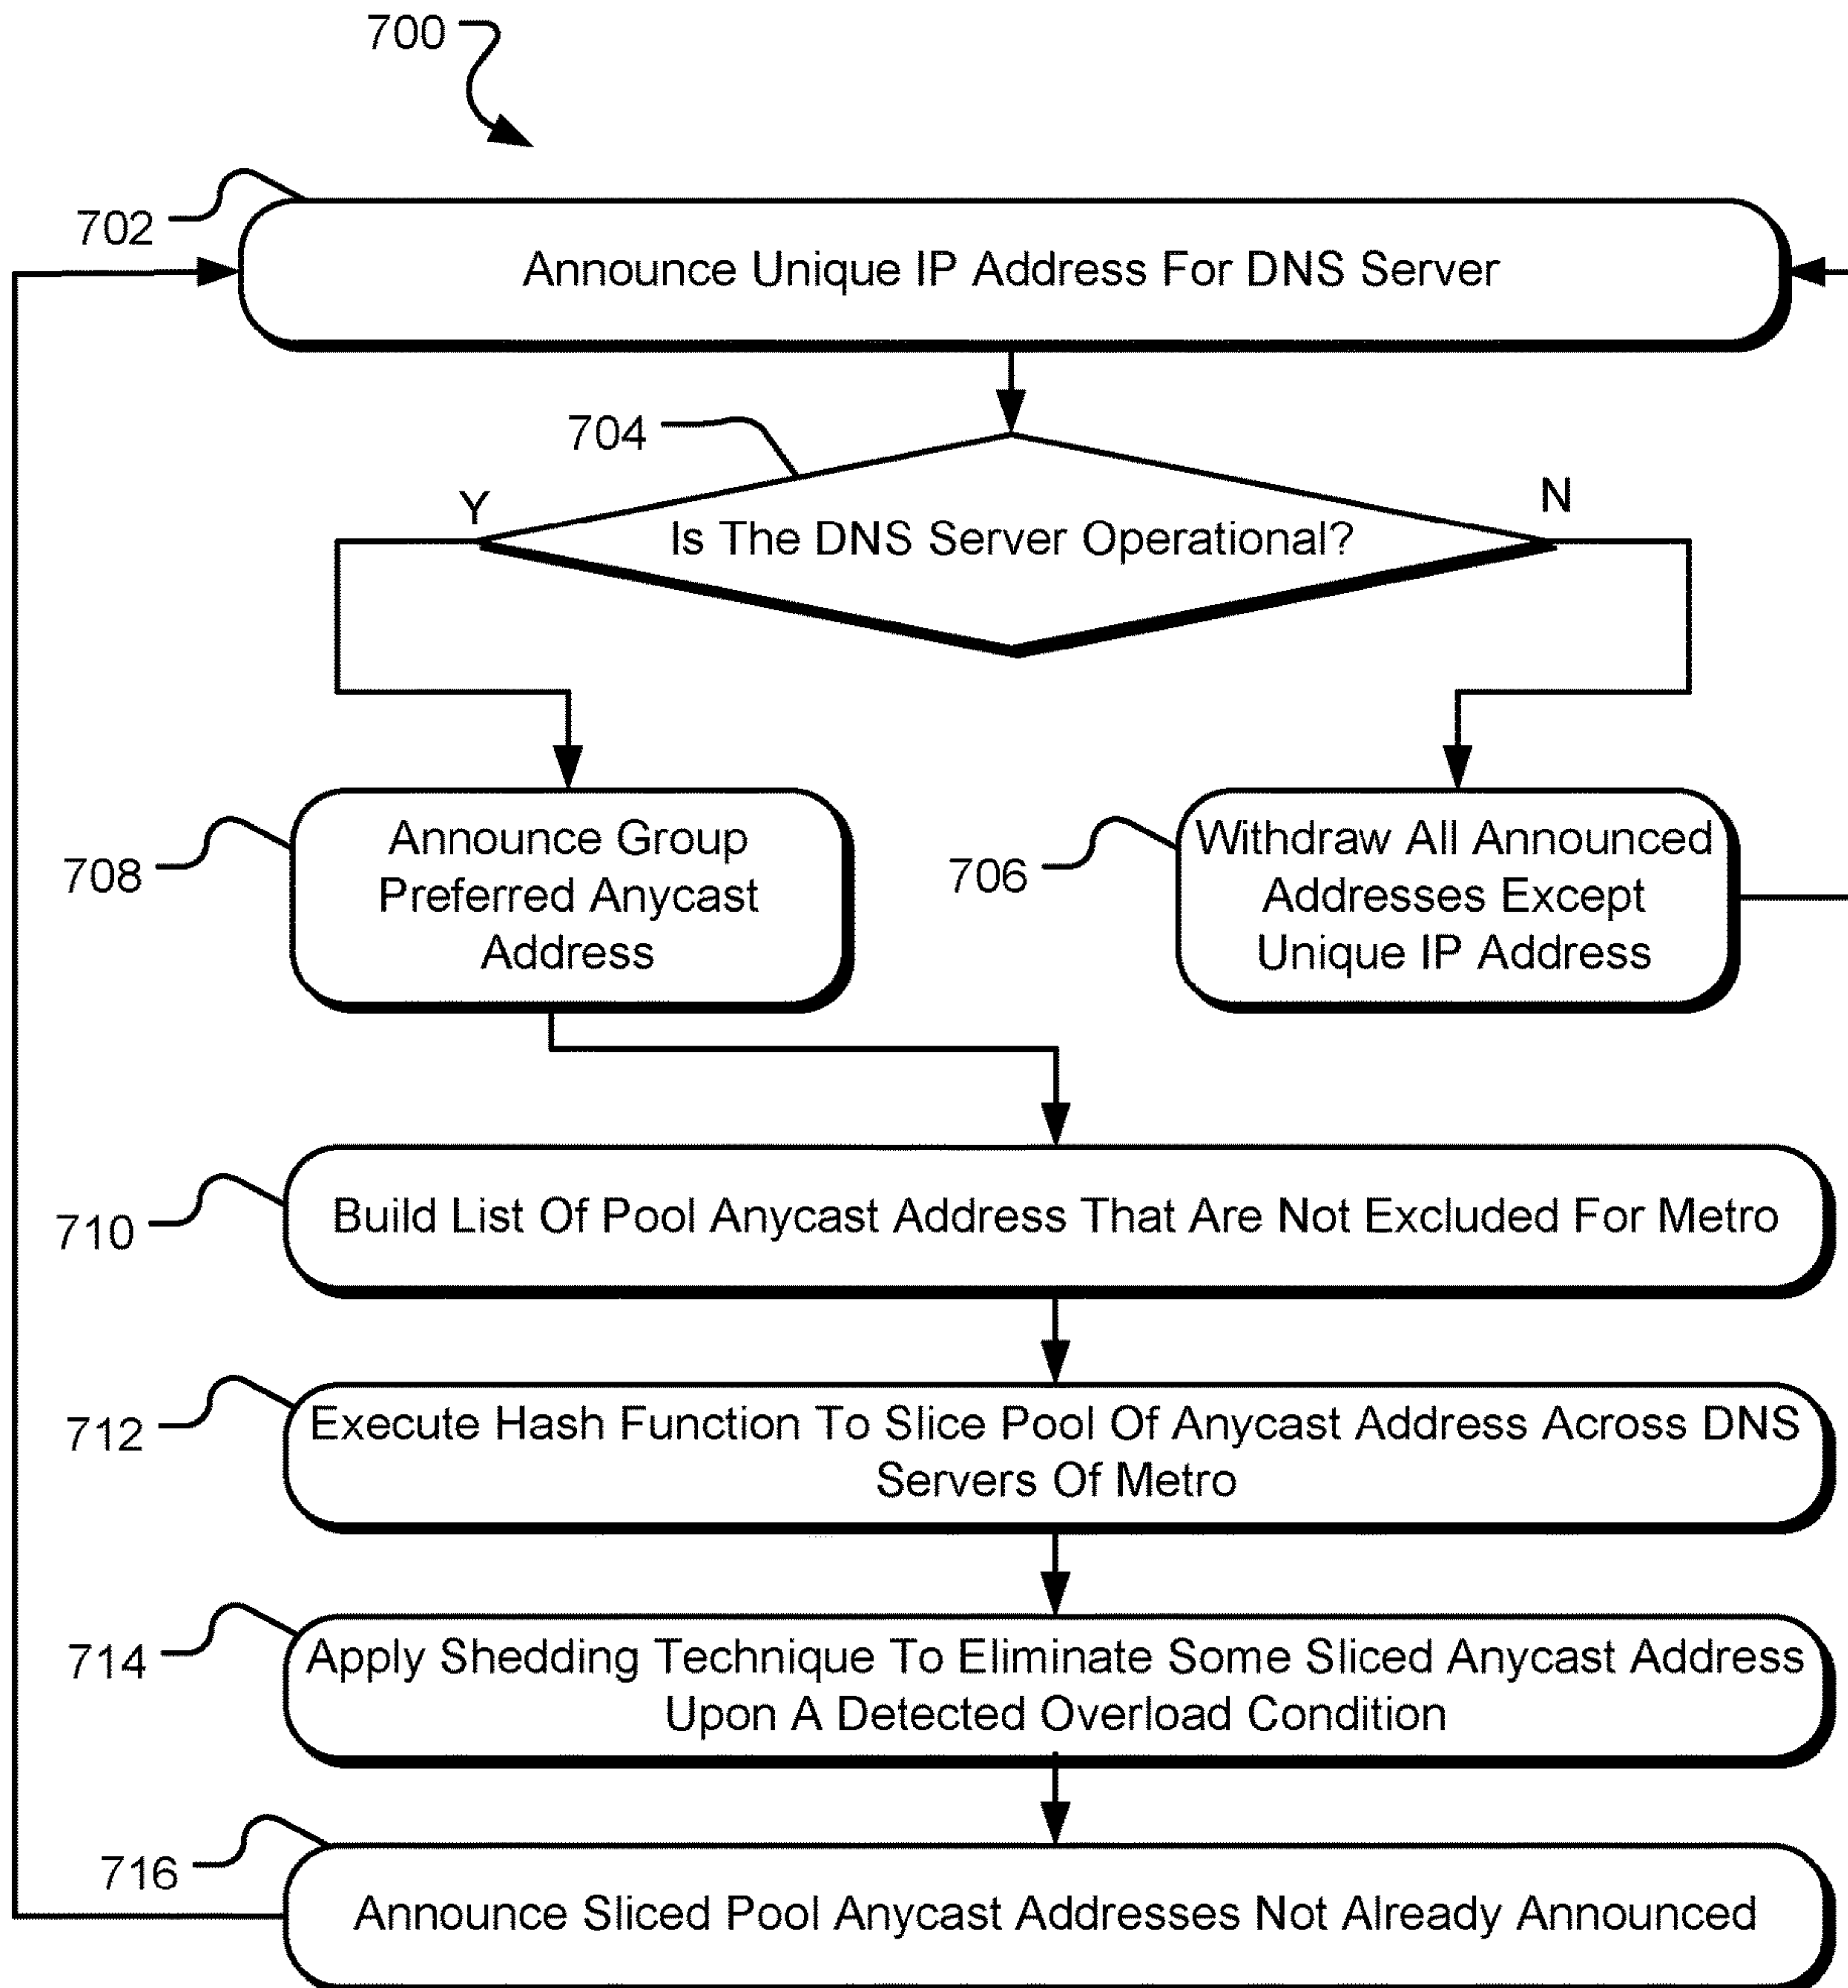 700
702
Announce Unique IP Address For DNS Server
704
Y
N
Is The DNS Server Operational?
708
Announce Group
Preferred Anycast
Address
706
Withdraw All Announced
Addresses Except
Unique IP Address
710
Build List Of Pool Anycast Address That Are Not Excluded For Metro
712
Execute Hash Function To Slice Pool Of Anycast Address Across DNS
Servers Of Metro
714
Apply Shedding Technique To Eliminate Some Sliced Anycast Address
Upon A Detected Overload Condition
716
Announce Sliced Pool Anycast Addresses Not Already Announced